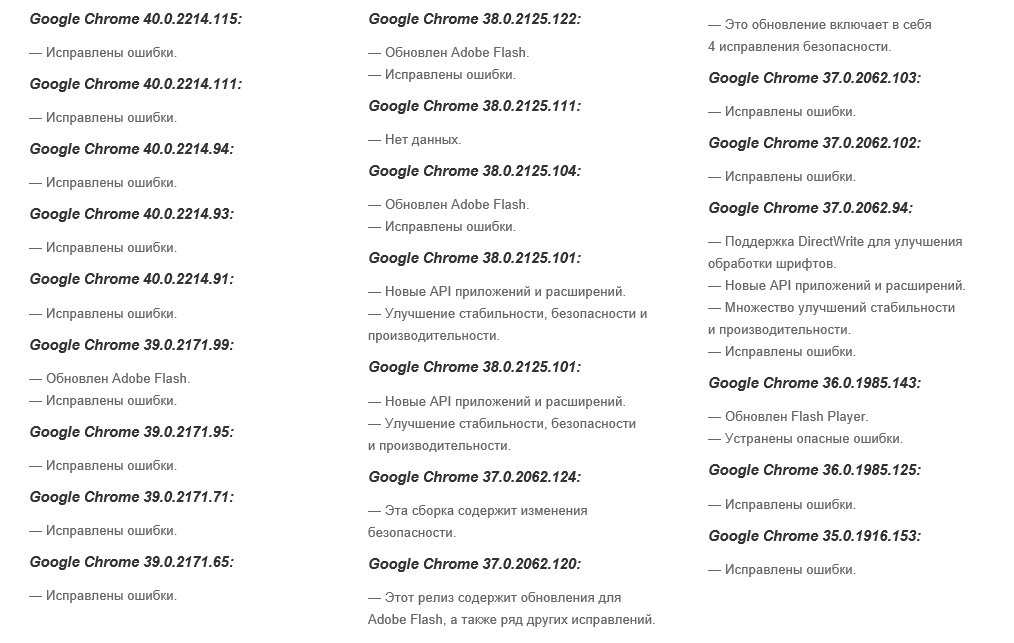 Google Chrome 40.0.2214.115:
— Исправлены ошибки.
Google Chrome 40.0.2214.111:
— Исправлены ошибки.
Google Chrome 40.0.2214.94:
— Исправлены ошибки.
Google Chrome 40.0.2214.93:
— Исправлены ошибки.
Google Chrome 40.0.2214.91:
— Исправлены ошибки.
Google Chrome 39.0.2171.99:
— Обновлен Adobe Flash.
— Исправлены ошибки.
Google Chrome 39.0.2171.95:
— Исправлены ошибки.
Google Chrome 39.0.2171.71:
— Исправлены ошибки.
Google Chrome 39.0.2171.65:
— Исправлены ошибки.
Google Chrome 38.0.2125.122:
— Обновлен Adobe Flash.
— Исправлены ошибки.
Google Chrome 38.0.2125.111:
— Нет данных.
Google Chrome 38.0.2125.104:
— Обновлен Adobe Flash.
— Исправлены ошибки.
Google Chrome 38.0.2125.101:
— Новые API приложений и расширений.
— Улучшение стабильности, безопасности и
производительности.
Google Chrome 38.0.2125.101:
— Новые API приложений и расширений.
— Улучшение стабильности, безопасности
и производительности.
Google Chrome 37.0.2062.124:
— Эта сборка содержит изменения
безопасности.
Google Chrome 37.0.2062.120:
— Этот релиз содержит обновления для
Adobe Flash, а также ряд других исправлений.
— Это обновление включает в себя
4 исправления безопасности.
Google Chrome 37.0.2062.103:
— Исправлены ошибки.
Google Chrome 37.0.2062.102:
— Исправлены ошибки.
Google Chrome 37.0.2062.94:
— Поддержка DirectWrite для улучшения
обработки шрифтов.
— Новые API приложений и расширений.
— Множество улучшений стабильности
и производительности.
— Исправлены ошибки.
Google Chrome 36.0.1985.143:
— Обновлен Flash Player.
— Устранены опасные ошибки.
Google Chrome 36.0.1985.125:
— Исправлены ошибки.
Google Chrome 35.0.1916.153:
— Исправлены ошибки.